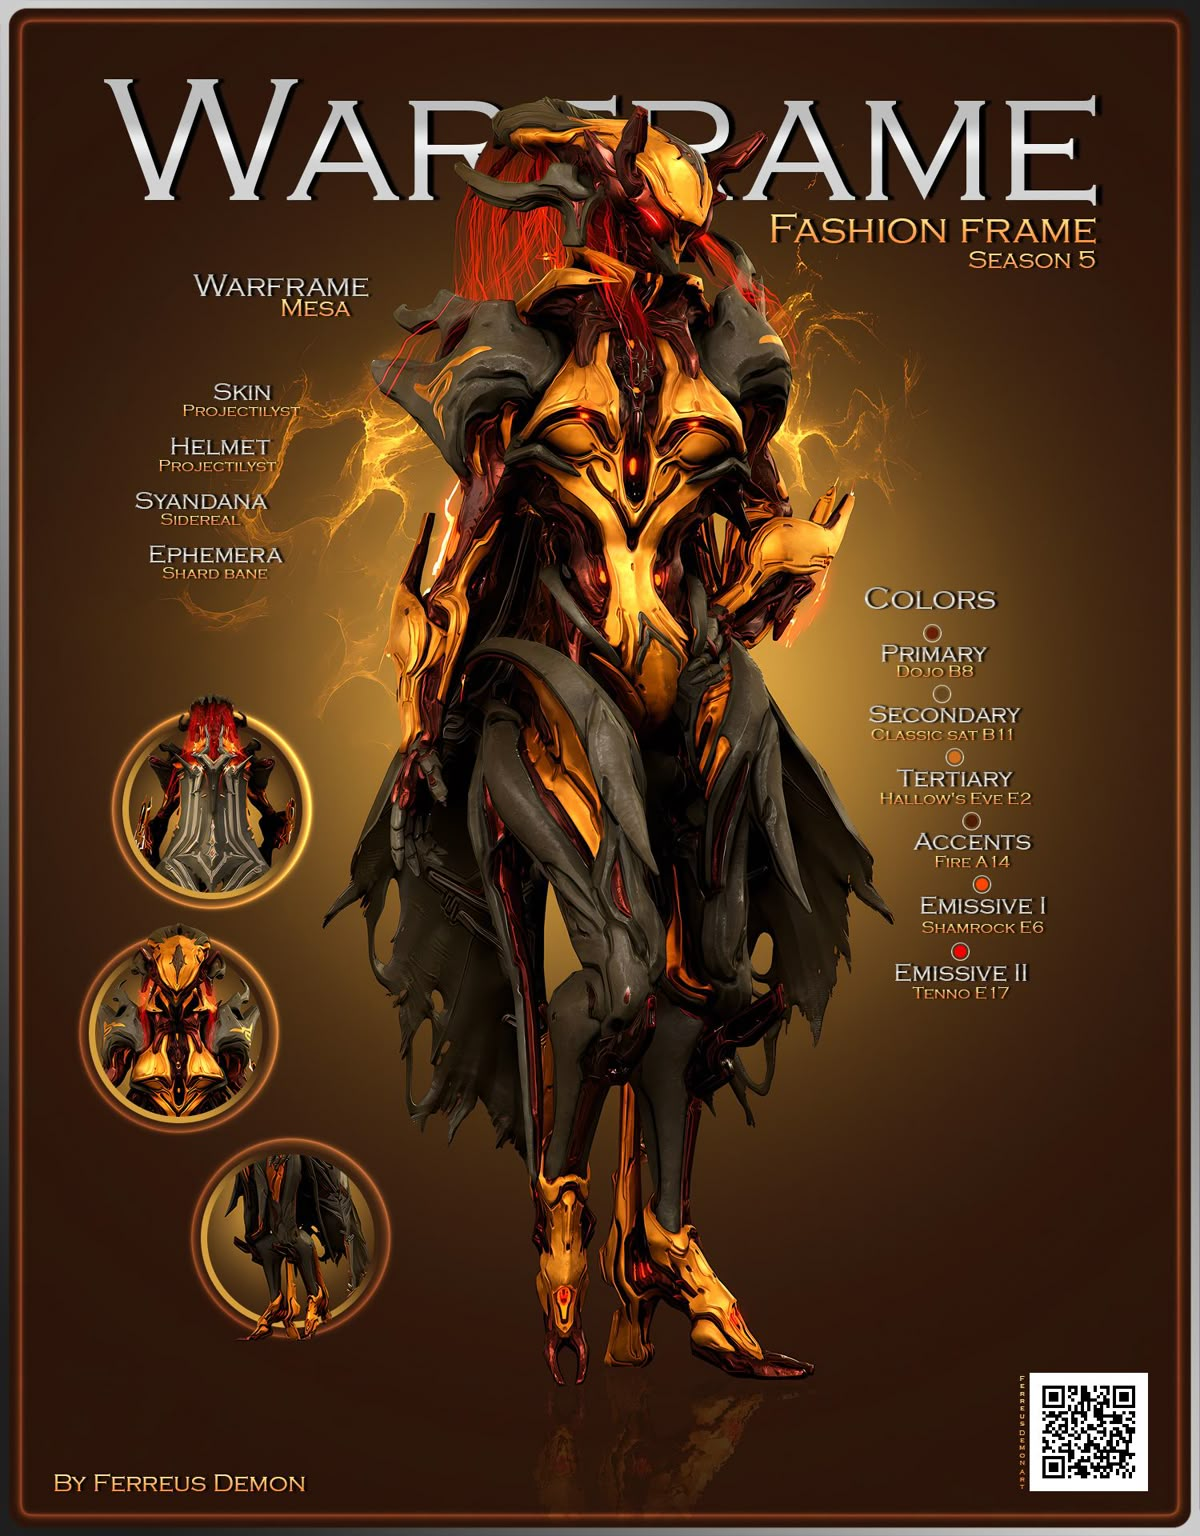 Warframe
Fashion frame
Season 5
Warframe
Mesa
Skin
Projectilyst
Helmet
Projectilyst
Syandana
Sidereal
Ephemera
Shard bane
Colors
Primary
Dojo B8
Secondary
Classic sat B11
Tertiary
Hallow's Eve E2
Accents
Fire A14
Emissive I
Shamrock E6
Emissive II
Tenno E17
By Ferreus Demon
FerreusDemonArt